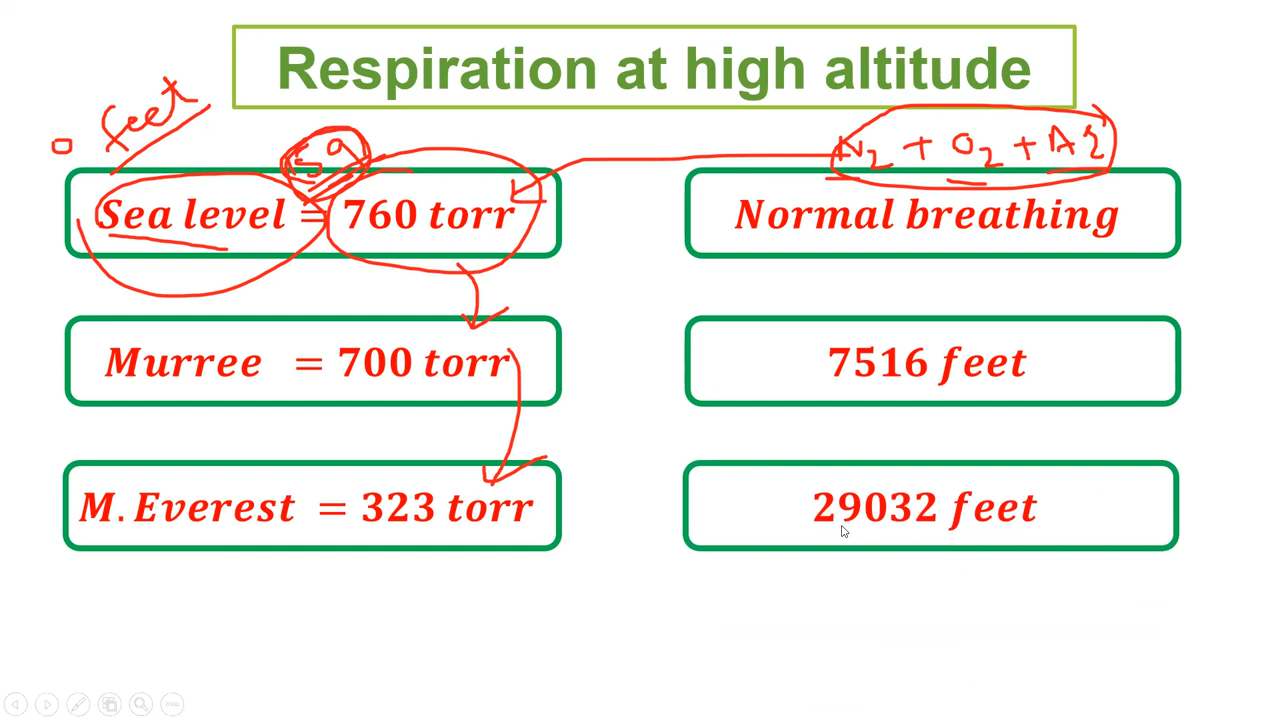 Respiration at high altitude
0 feet
N2 + O2 + Ar
Sea level = 760 torr
Normal breathing
Murree = 700 torr
7516 feet
M. Everest = 323 torr
29032 feet